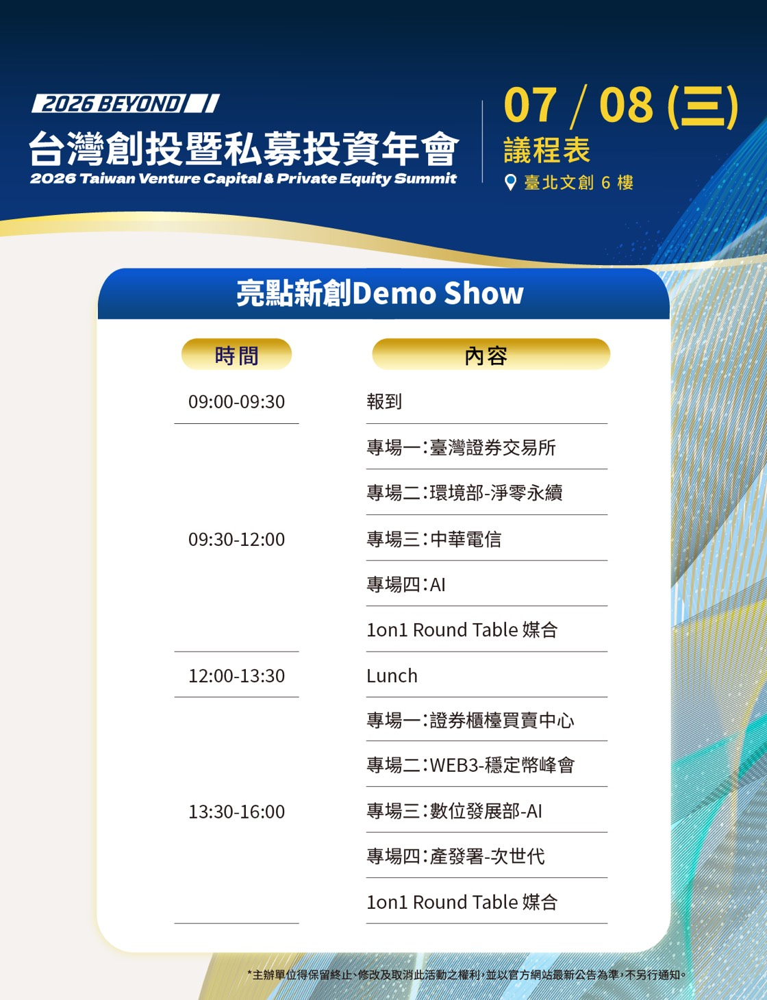 2026 BEYOND
台灣創投暨私募投資年會
2026 Taiwan Venture Capital & Private Equity Summit
07 / 08 (三)
議程表
臺北文創 6 樓
亮點新創Demo Show
時間
內容
09:00-09:30
報到
09:30-12:00
專場一：臺灣證券交易所
專場二：環境部-淨零永續
專場三：中華電信
專場四：AI
1on1 Round Table 媒合
12:00-13:30
Lunch
13:30-16:00
專場一：證券櫃檯買賣中心
專場二：WEB3-穩定幣峰會
專場三：數位發展部-AI
專場四：產發署-次世代
1on1 Round Table 媒合
*主辦單位得保留終止、修改及取消此活動之權利，並以官方網站最新公告為準，不另行通知。